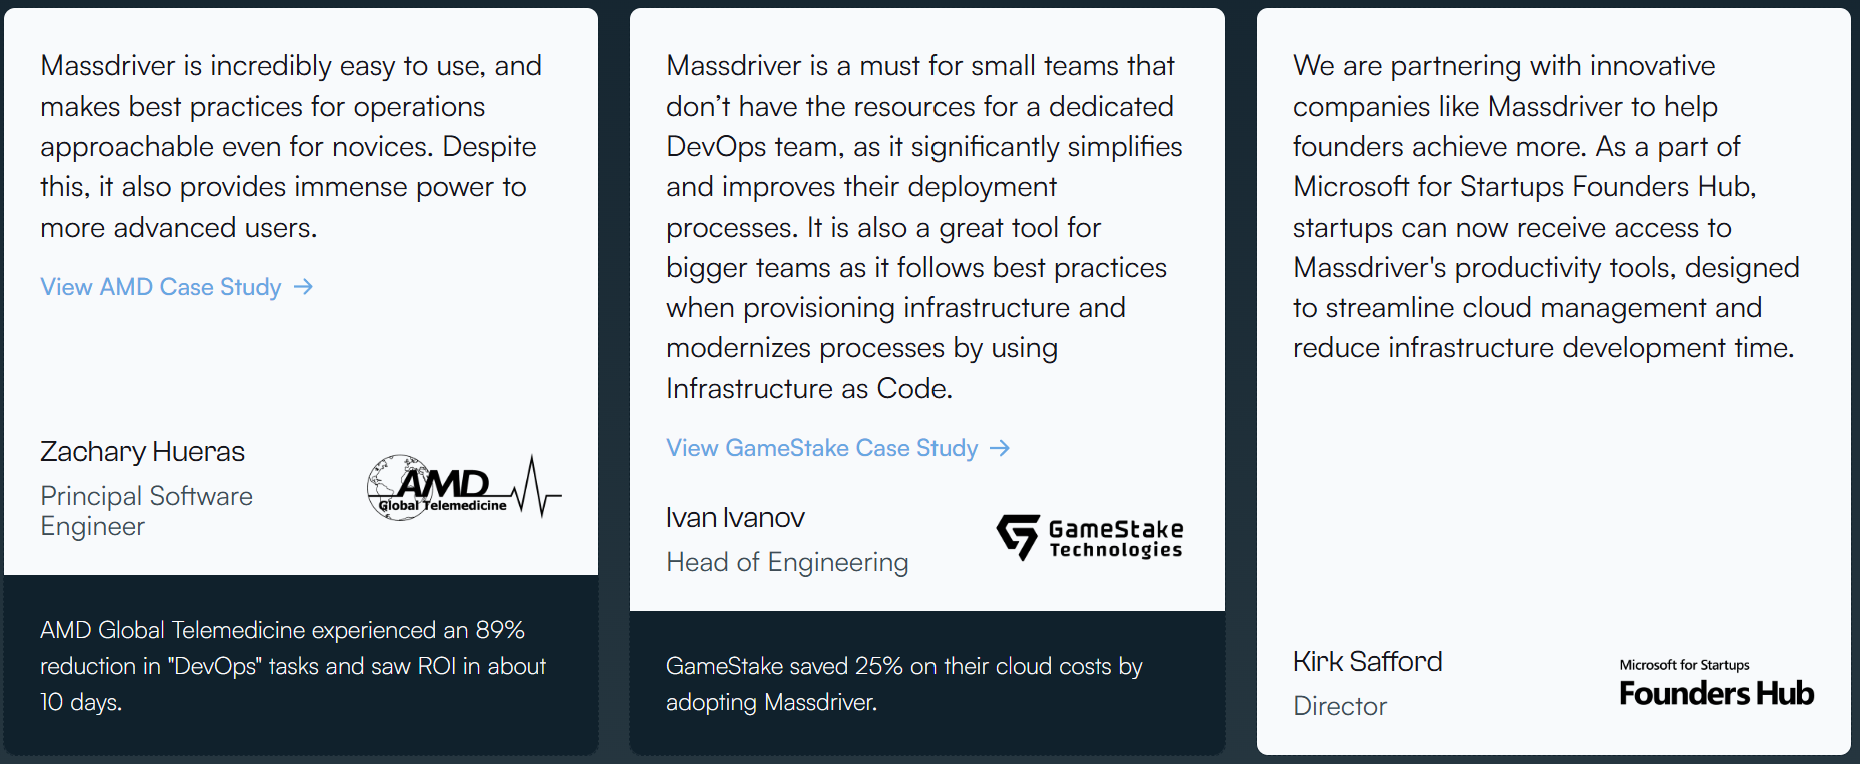 Massdriver is incredibly easy to use, and
makes best practices for operations
approachable even for novices. Despite
this, it also provides immense power to
more advanced users.
View AMD Case Study →
Zachary Hueras
Principal Software
Engineer
AMD
Global Telemedicine
AMD Global Telemedicine experienced an 89%
reduction in "DevOps" tasks and saw ROI in about
10 days.
Massdriver is a must for small teams that
don’t have the resources for a dedicated
DevOps team, as it significantly simplifies
and improves their deployment
processes. It is also a great tool for
bigger teams as it follows best practices
when provisioning infrastructure and
modernizes processes by using
Infrastructure as Code.
View GameStake Case Study →
Ivan Ivanov
Head of Engineering
GameStake
Technologies
GameStake saved 25% on their cloud costs by
adopting Massdriver.
We are partnering with innovative
companies like Massdriver to help
founders achieve more. As a part of
Microsoft for Startups Founders Hub,
startups can now receive access to
Massdriver's productivity tools, designed
to streamline cloud management and
reduce infrastructure development time.
Kirk Safford
Director
Microsoft for Startups
Founders Hub